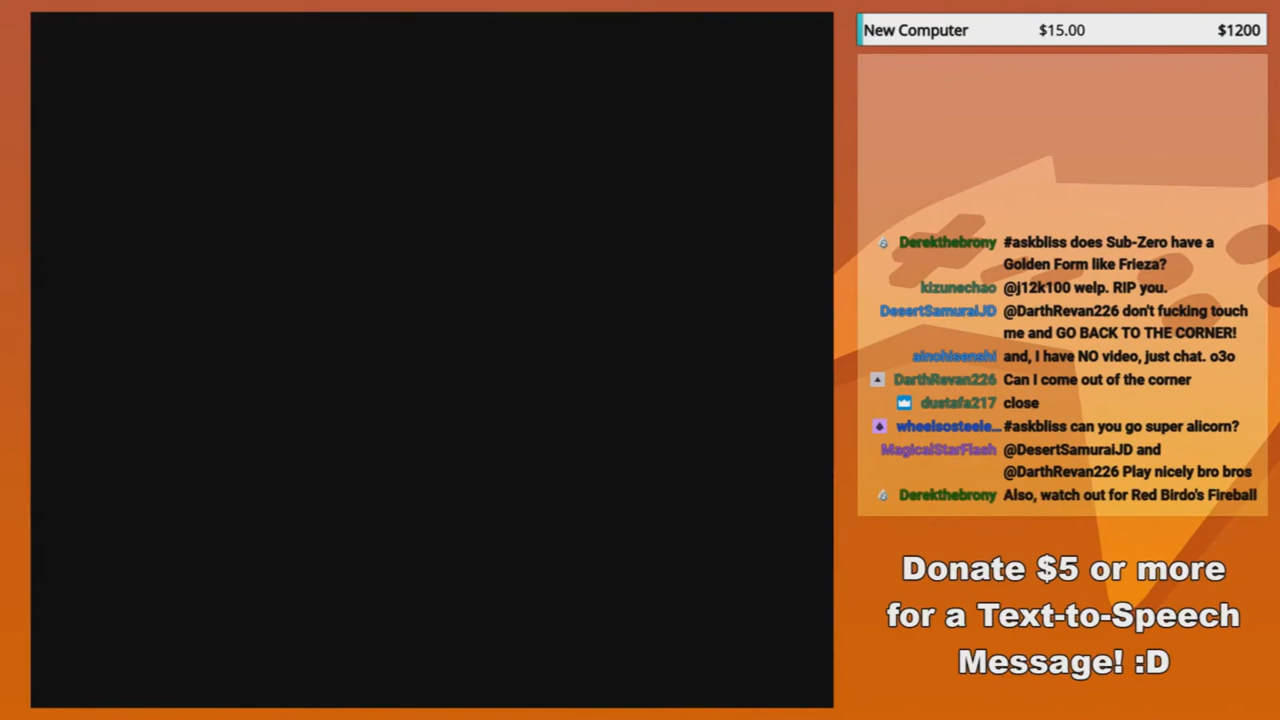 New Computer $15.00 $1200
Derekthebrony #askbliss does Sub-Zero have a
Golden Form like Frieza?
kizunechao @j12k100 welp. RIP you.
DesertSamuraiJD @DarthRevan226 don't fucking touch
me and GO BACK TO THE CORNER!
ainohisenshi and, I have NO video, just chat. o3o
DarthRevan226 Can I come out of the corner
dustafa217 close
wheelsosteele... #askbliss can you go super alicorn?
MagicalStarFlash @DesertSamuraiJD and
@DarthRevan226 Play nicely bro bros
Derekthebrony Also, watch out for Red Birdo's Fireball
Donate $5 or more
for a Text-to-Speech
Message! :D